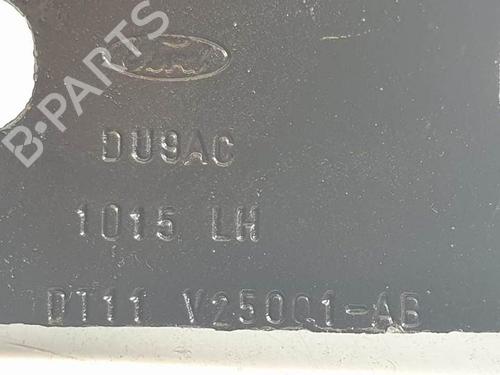 Ford
DU9AC
1015 LH
DT11 V25001-AB
B-PARTS